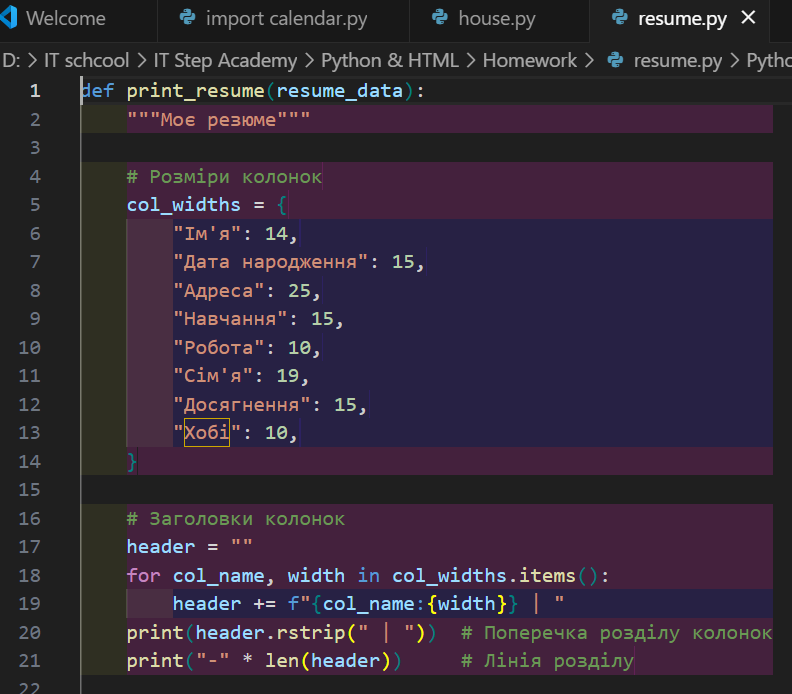 Welcome import calendar.py house.py resume.py
D: > IT schcool > IT Step Academy > Python & HTML > Homework > resume.py > Pytho
1 def print_resume(resume_data):
2 """Моє резюме"""
3
4 # Розміри колонок
5 col_widths = {
6 "Ім'я": 14,
7 "Дата народження": 15,
8 "Адреса": 25,
9 "Навчання": 15,
10 "Робота": 10,
11 "Сім'я": 19,
12 "Досягнення": 15,
13 "Хобі": 10,
14 }
15
16 # Заголовки колонок
17 header = ""
18 for col_name, width in col_widths.items():
19 header += f"{col_name:{width}} | "
20 print(header.rstrip(" | ")) # Поперечка розділу колонок
21 print("-" * len(header)) # Лінія розділу
22